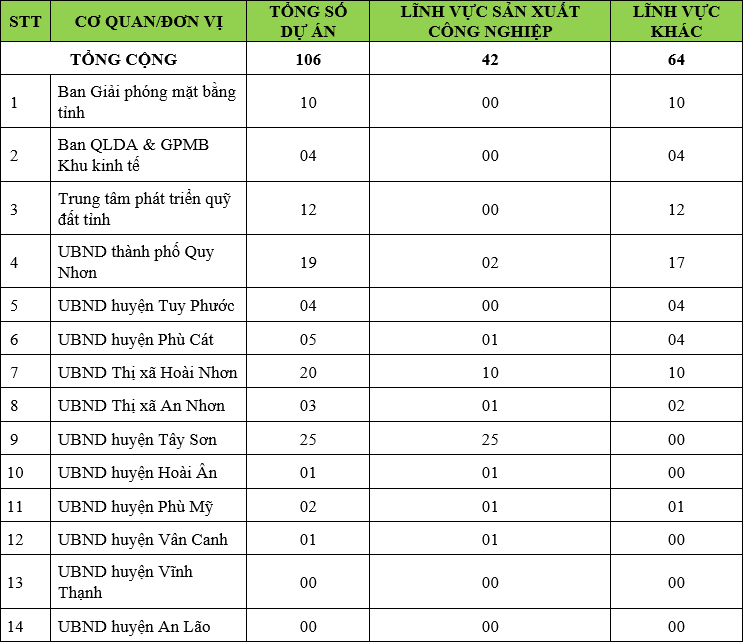 STT CƠ QUAN/ĐƠN VỊ TỔNG SỐ DỰ ÁN LĨNH VỰC SẢN XUẤT CÔNG NGHIỆP LĨNH VỰC KHÁC
TỔNG CỘNG 106 42 64
1 Ban Giải phóng mặt bằng tỉnh 10 00 10
2 Ban QLDA & GPMB Khu kinh tế 04 00 04
3 Trung tâm phát triển quỹ đất tỉnh 12 00 12
4 UBND thành phố Quy Nhơn 19 02 17
5 UBND huyện Tuy Phước 04 00 04
6 UBND huyện Phù Cát 05 01 04
7 UBND Thị xã Hoài Nhơn 20 10 10
8 UBND Thị xã An Nhơn 03 01 02
9 UBND huyện Tây Sơn 25 25 00
10 UBND huyện Hoài Ân 01 01 00
11 UBND huyện Phù Mỹ 02 01 01
12 UBND huyện Vân Canh 01 01 00
13 UBND huyện Vĩnh Thạnh 00 00 00
14 UBND huyện An Lão 00 00 00